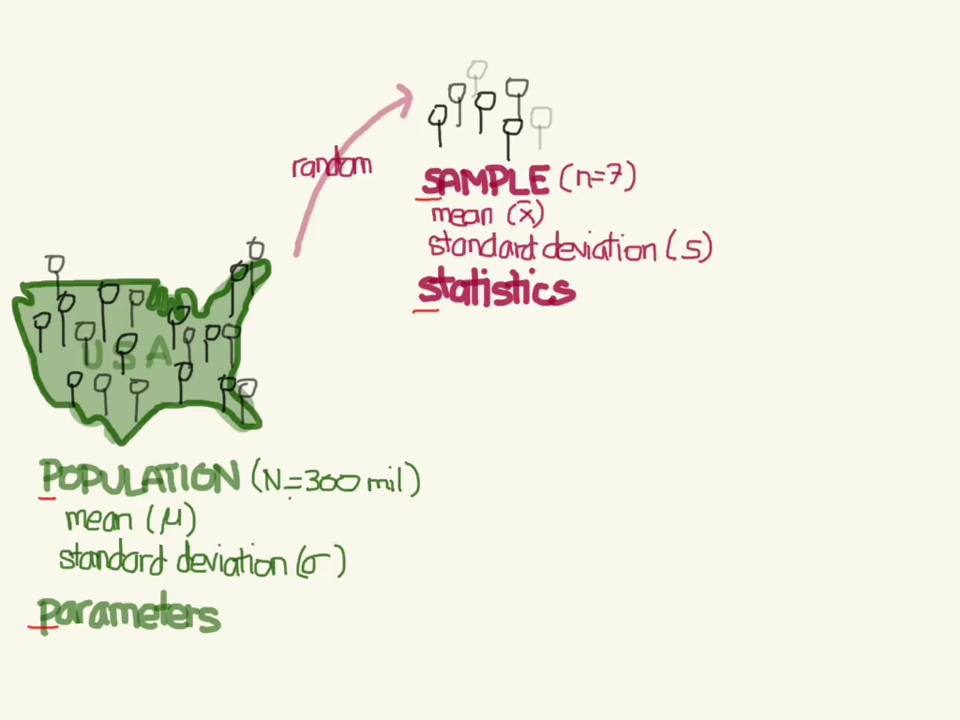 random
SAMPLE (n=7)
mean (x̄)
standard deviation (s)
statistics
USA
POPULATION (N=300 mil)
mean (μ)
standard deviation (σ)
parameters